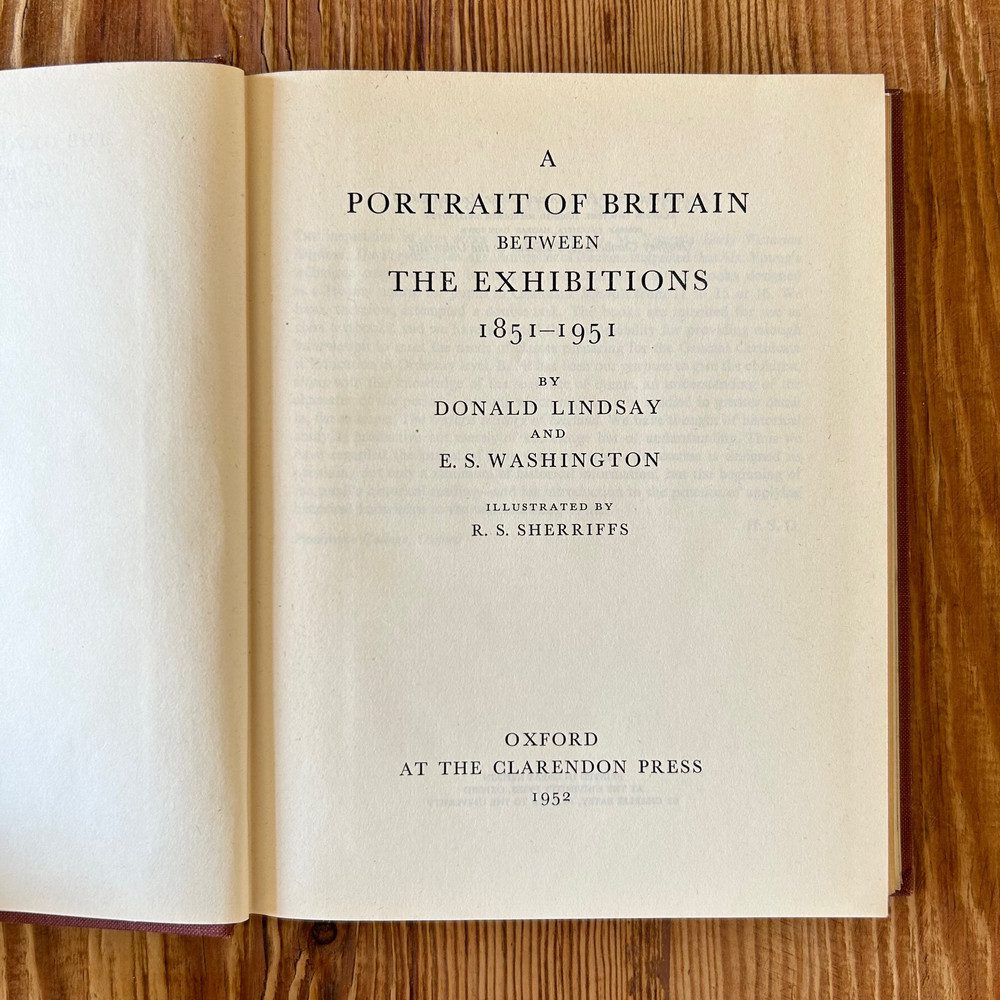 A
PORTRAIT OF BRITAIN
BETWEEN
THE EXHIBITIONS
1851–1951
BY
DONALD LINDSAY
AND
E. S. WASHINGTON
ILLUSTRATED BY
R. S. SHERRIFFS
OXFORD
AT THE CLARENDON PRESS
1952